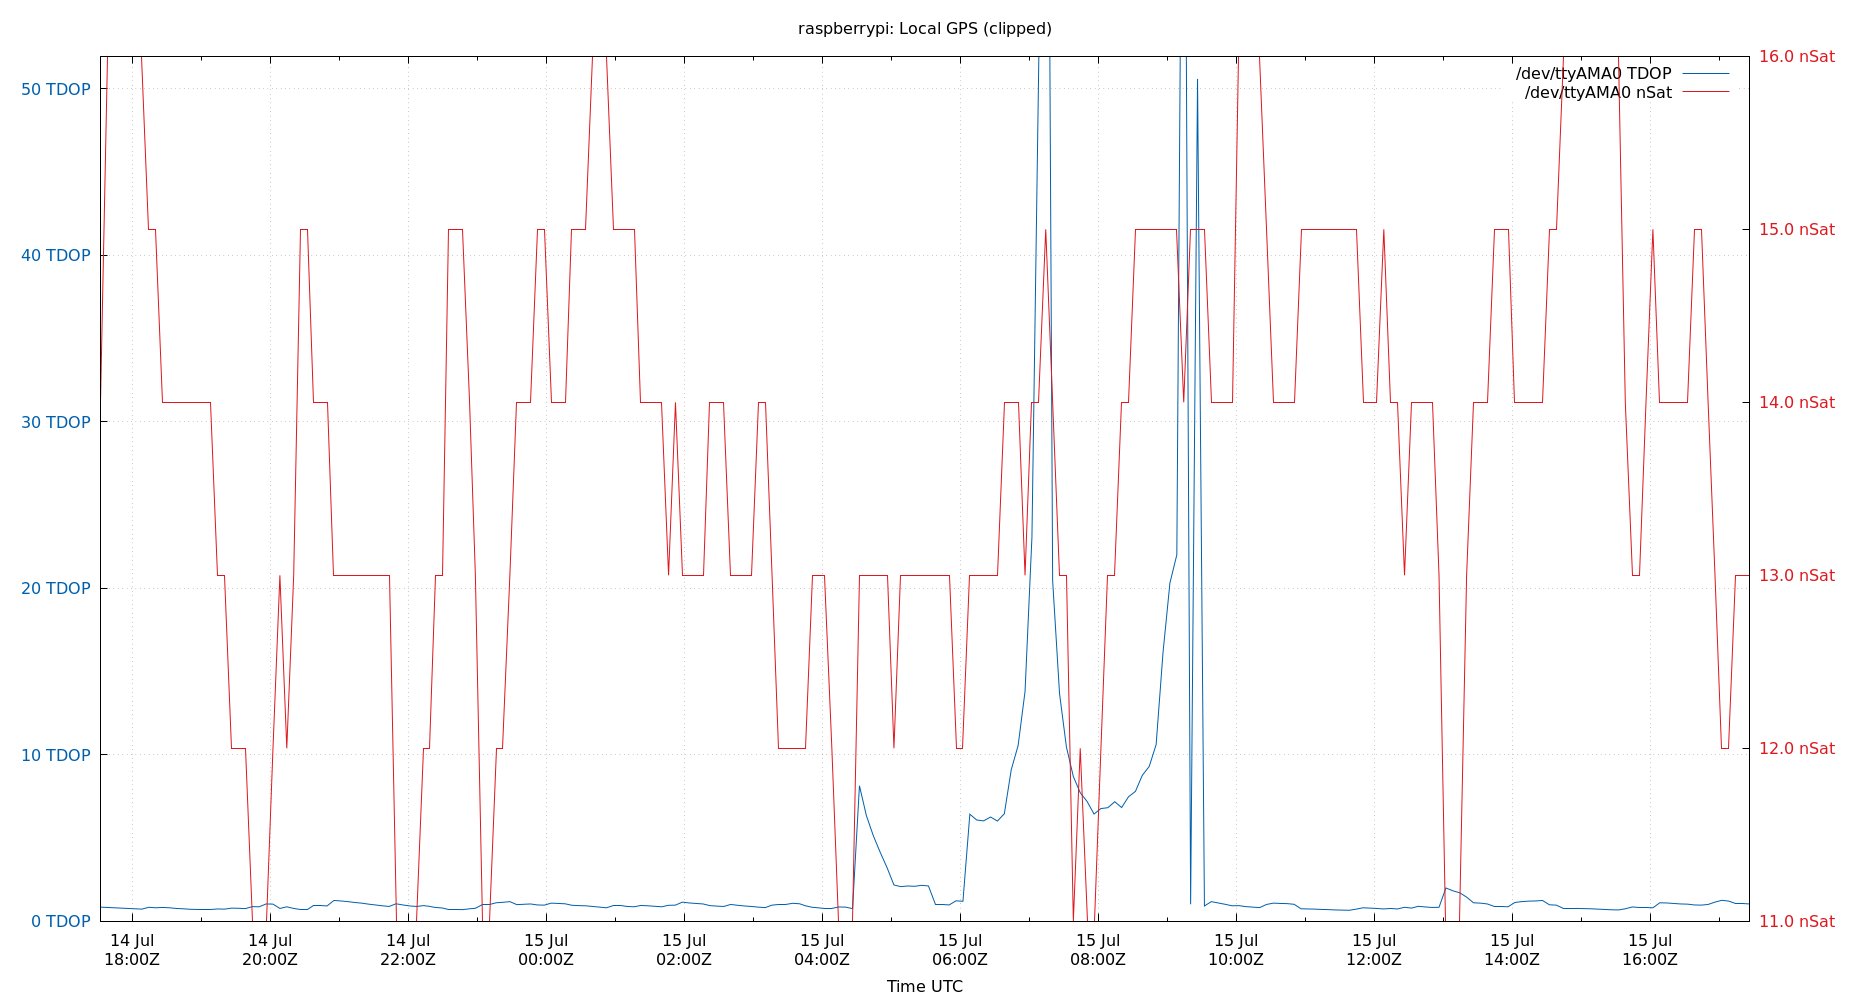 raspberrypi: Local GPS (clipped)
/dev/ttyAMA0 TDOP
/dev/ttyAMA0 nSat
50 TDOP
40 TDOP
30 TDOP
20 TDOP
10 TDOP
0 TDOP
16.0 nSat
15.0 nSat
14.0 nSat
13.0 nSat
12.0 nSat
11.0 nSat
14 Jul 14 Jul 14 Jul 15 Jul 15 Jul 15 Jul 15 Jul 15 Jul 15 Jul 15 Jul 15 Jul 15 Jul
18:00Z 20:00Z 22:00Z 00:00Z 02:00Z 04:00Z 06:00Z 08:00Z 10:00Z 12:00Z 14:00Z 16:00Z
Time UTC